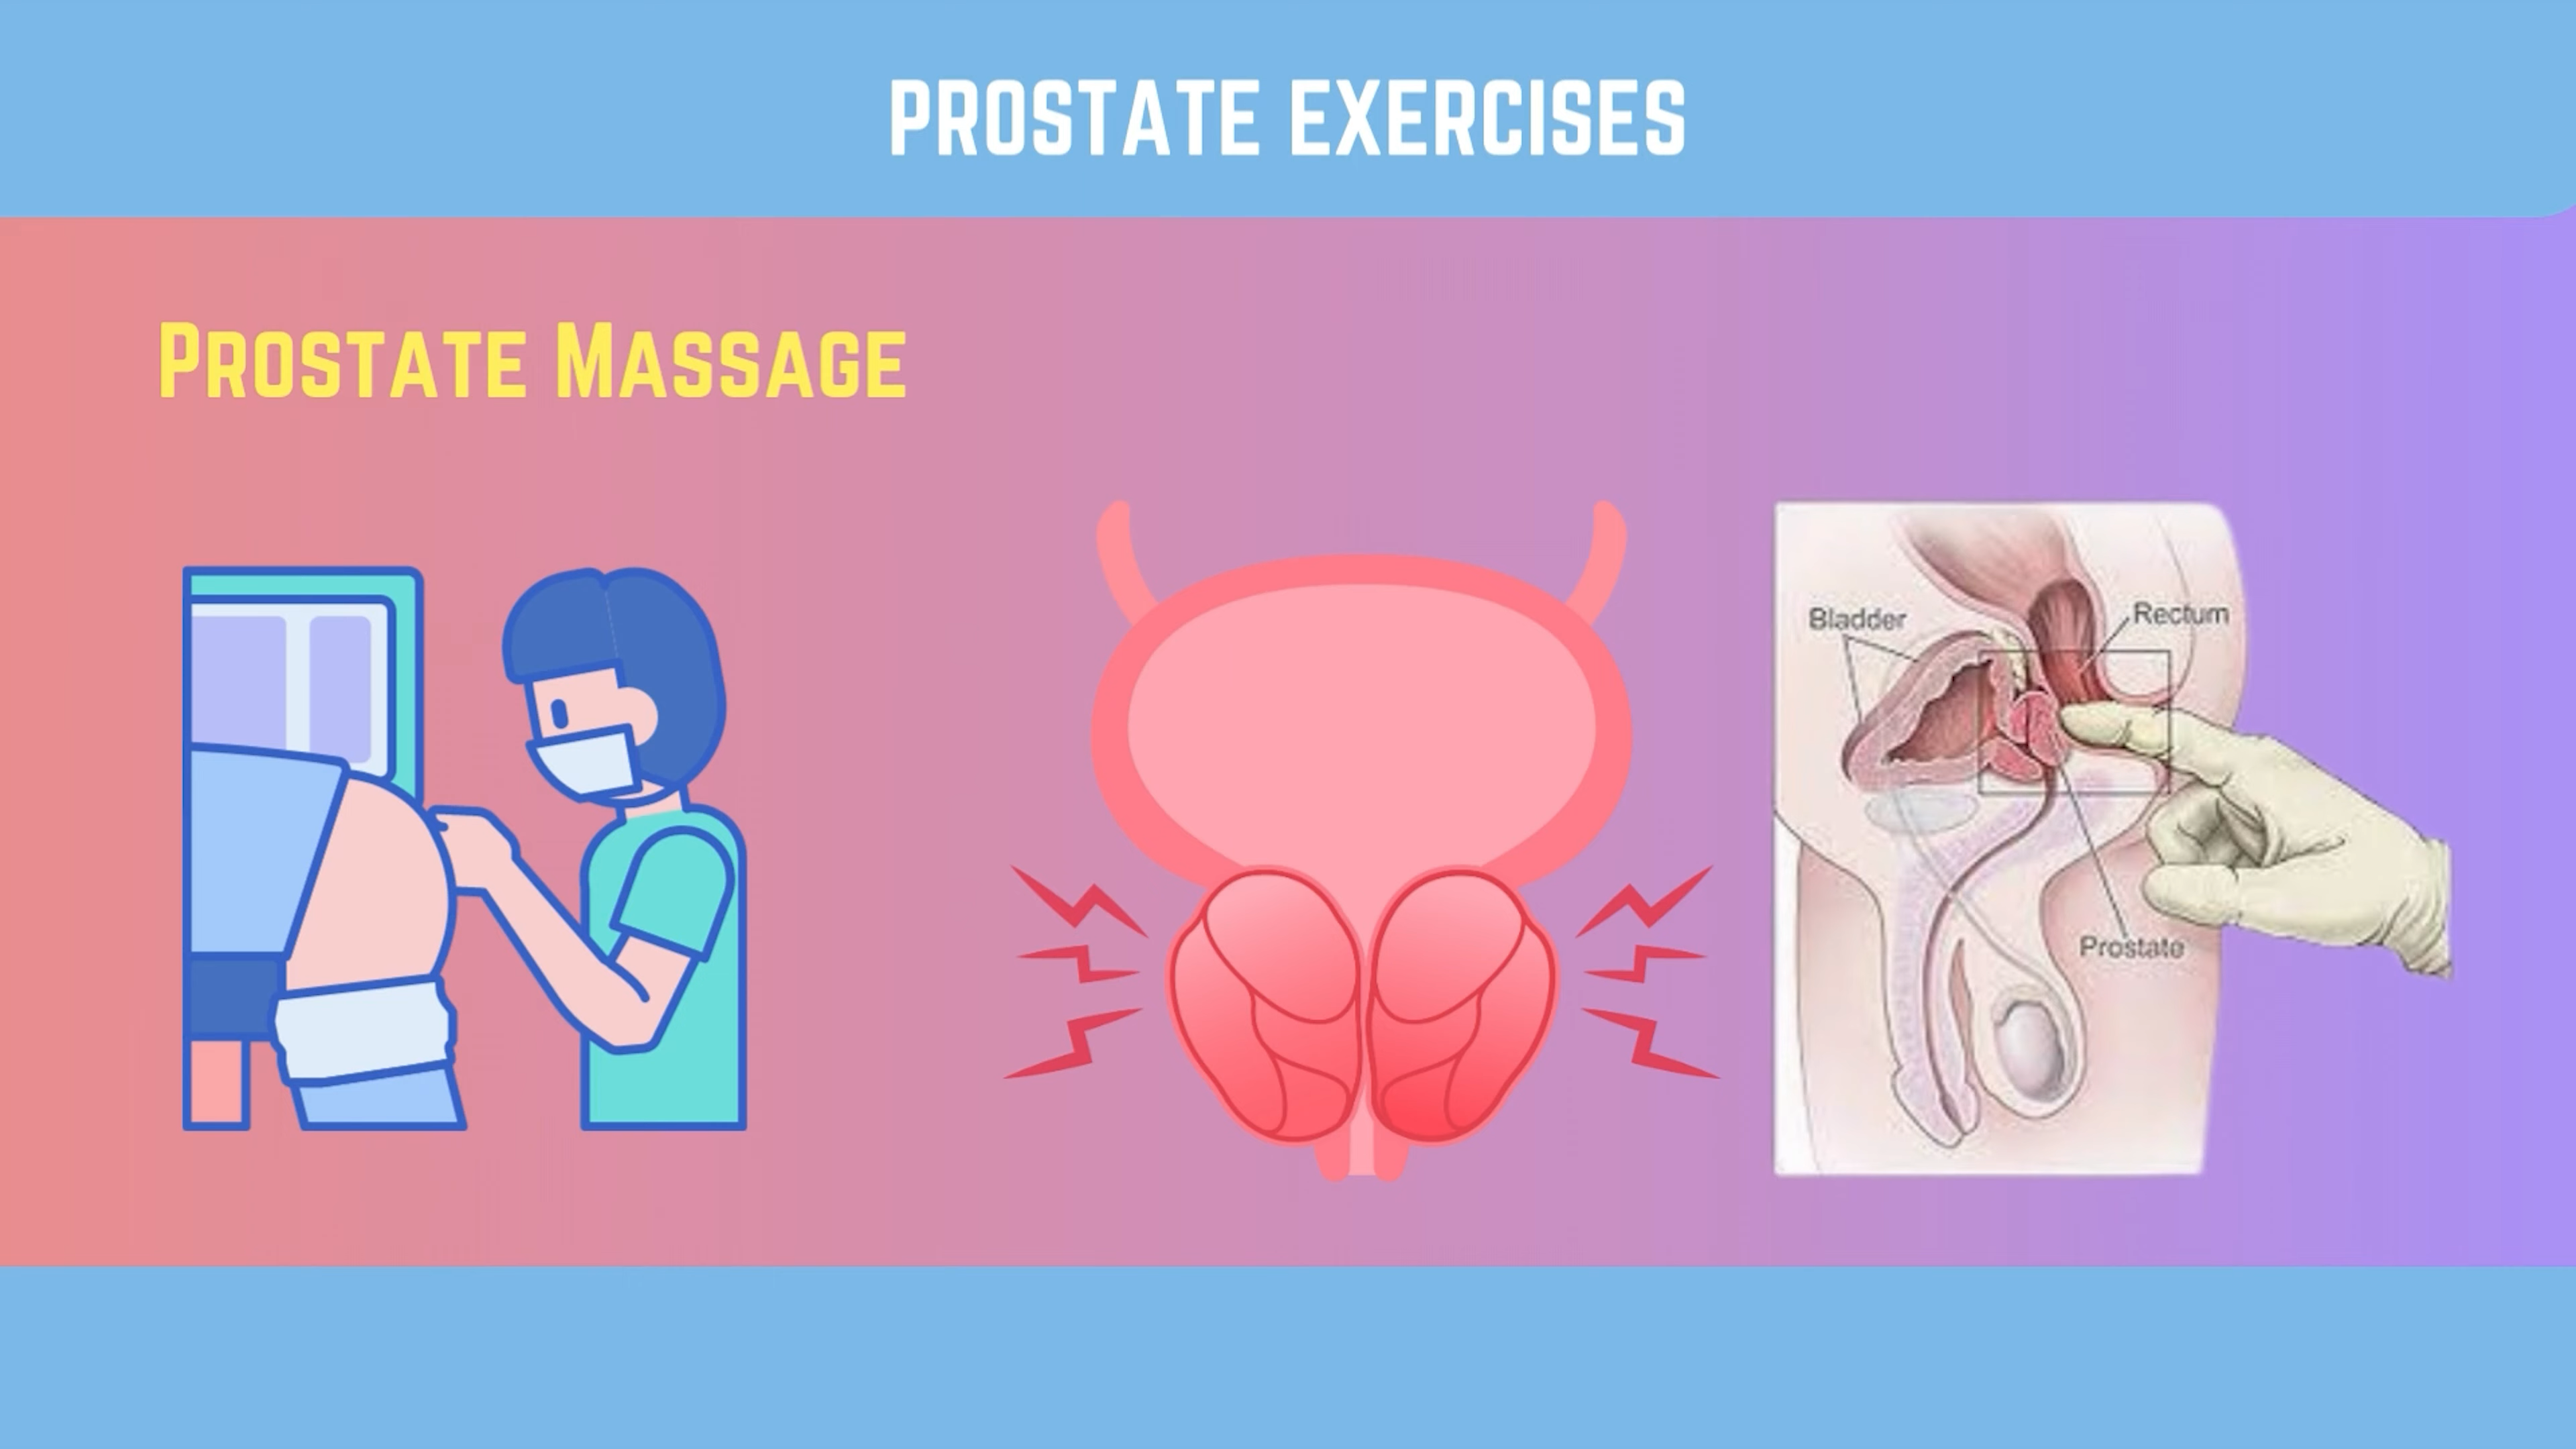 PROSTATE EXERCISES
PROSTATE MASSAGE
Bladder
Rectum
Prostate